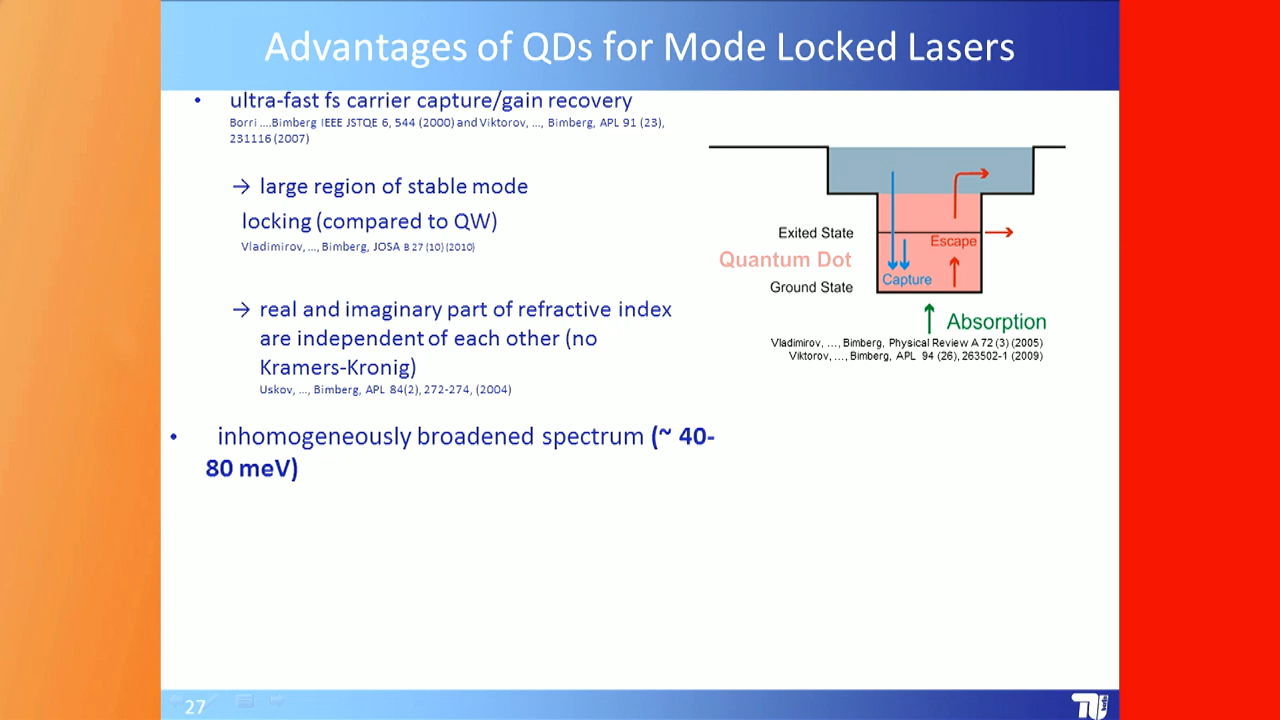 Advantages of QDs for Mode Locked Lasers
• ultra-fast fs carrier capture/gain recovery
Borri ....Bimberg IEEE JSTQE 6, 544 (2000) and Viktorov, ..., Bimberg, APL 91 (23),
231116 (2007)
→ large region of stable mode
locking (compared to QW)
Vladimirov, ..., Bimberg, JOSA B 27 (10) (2010)
→ real and imaginary part of refractive index
are independent of each other (no
Kramers-Kronig)
Uskov, ..., Bimberg, APL 84(2), 272-274, (2004)
• inhomogeneously broadened spectrum (~ 40-
80 meV)
Exited State
Escape
Quantum Dot
Capture
Ground State
Absorption
Vladimirov, ..., Bimberg, Physical Review A 72 (3) (2005)
Viktorov, ..., Bimberg, APL 94 (26), 263502-1 (2009)
27